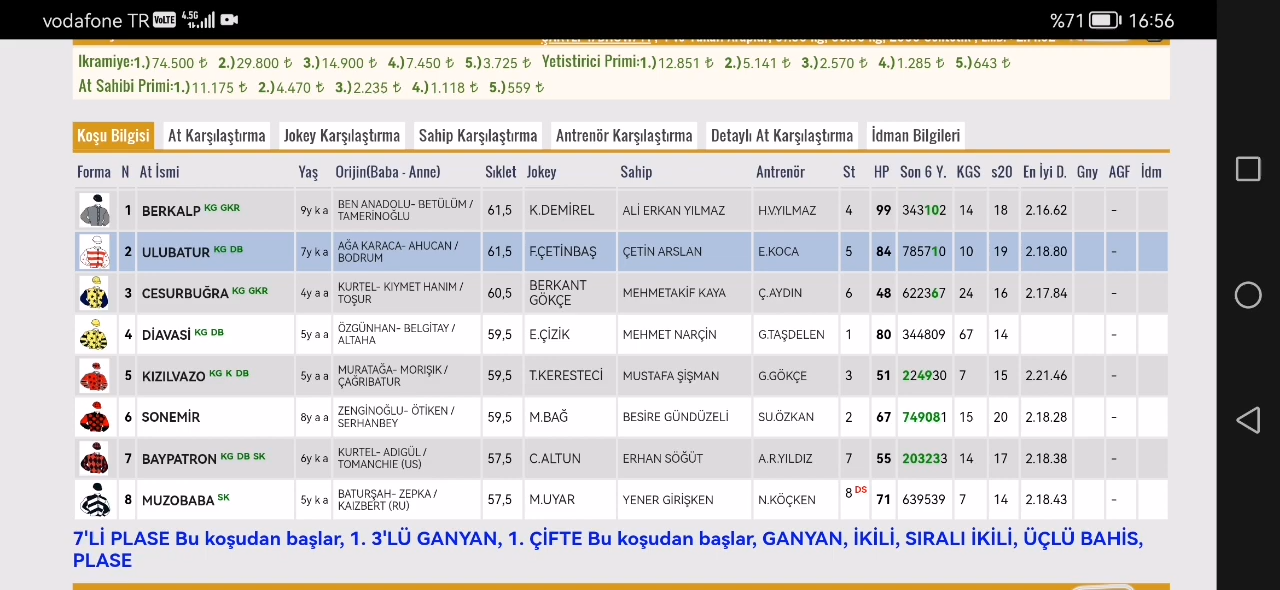 vodafone TR VoLTE 4.5G %71 16:56
Ikramiye:1.)74.500 ₺ 2.)29.800 ₺ 3.)14.900 ₺ 4.)7.450 ₺ 5.)3.725 ₺ Yetistirici Primi:1.)12.851 ₺ 2.)5.141 ₺ 3.)2.570 ₺ 4.)1.285 ₺ 5.)643 ₺
At Sahibi Primi:1.)11.175 ₺ 2.)4.470 ₺ 3.)2.235 ₺ 4.)1.118 ₺ 5.)559 ₺
Koşu Bilgisi At Karşılaştırma Jokey Karşılaştırma Sahip Karşılaştırma Antrenör Karşılaştırma Detaylı At Karşılaştırma İdman Bilgileri
Forma N At İsmi Yaş Orijin(Baba - Anne) Sıklet Jokey Sahip Antrenör St HP Son 6 Y. KGS s20 En İyi D. Gny AGF İdm
1 BERKALP KG GKR 9y k a BEN ANADOLU- BETÜLÜM / TAMERİNOĞLU 61,5 K.DEMİREL ALİ ERKAN YILMAZ H.V.YILMAZ 4 99 343102 14 18 2.16.62 -
2 ULUBATUR KG DB 7y k a AĞA KARACA- AHUCAN / BODRUM 61,5 F.ÇETİNBAŞ ÇETİN ARSLAN E.KOCA 5 84 785710 10 19 2.18.80 -
3 CESURBUĞRA KG GKR 4y a a KURTEL- KIYMET HANIM / TOŞUR 60,5 BERKANT GÖKÇE MEHMETAKİF KAYA Ç.AYDIN 6 48 622367 24 16 2.17.84 -
4 DİAVASİ KG DB 5y a a ÖZGÜNHAN- BELGİTAY / ALTAHA 59,5 E.ÇİZİK MEHMET NARÇİN G.TAŞDELEN 1 80 344809 67 14 -
5 KIZILVAZO KG K DB 5y a a MURATAĞA- MORIŞIK / ÇAĞRIBATUR 59,5 T.KERESTECİ MUSTAFA ŞİŞMAN G.GÖKÇE 3 51 224930 7 15 2.21.46 -
6 SONEMİR 8y a a ZENGİNOĞLU- ÖTİKEN / SERHANBEY 59,5 M.BAĞ BESİRE GÜNDÜZELİ SU.ÖZKAN 2 67 749081 15 20 2.18.28 -
7 BAYPATRON KG DB SK 6y k a KURTEL- ADIGÜL / TOMANCHIE (US) 57,5 C.ALTUN ERHAN SÖĞÜT A.R.YILDIZ 7 55 203233 14 17 2.18.38 -
8 MUZOBABA SK 5y k a BATURŞAH- ZEPKA / KAIZBERT (RU) 57,5 M.UYAR YENER GİRİŞKEN N.KÖÇKEN 8 DS 71 639539 7 14 2.18.43 -
7'Lİ PLASE Bu koşudan başlar, 1. 3'LÜ GANYAN, 1. ÇİFTE Bu koşudan başlar, GANYAN, İKİLİ, SIRALI İKİLİ, ÜÇLÜ BAHİS,
PLASE